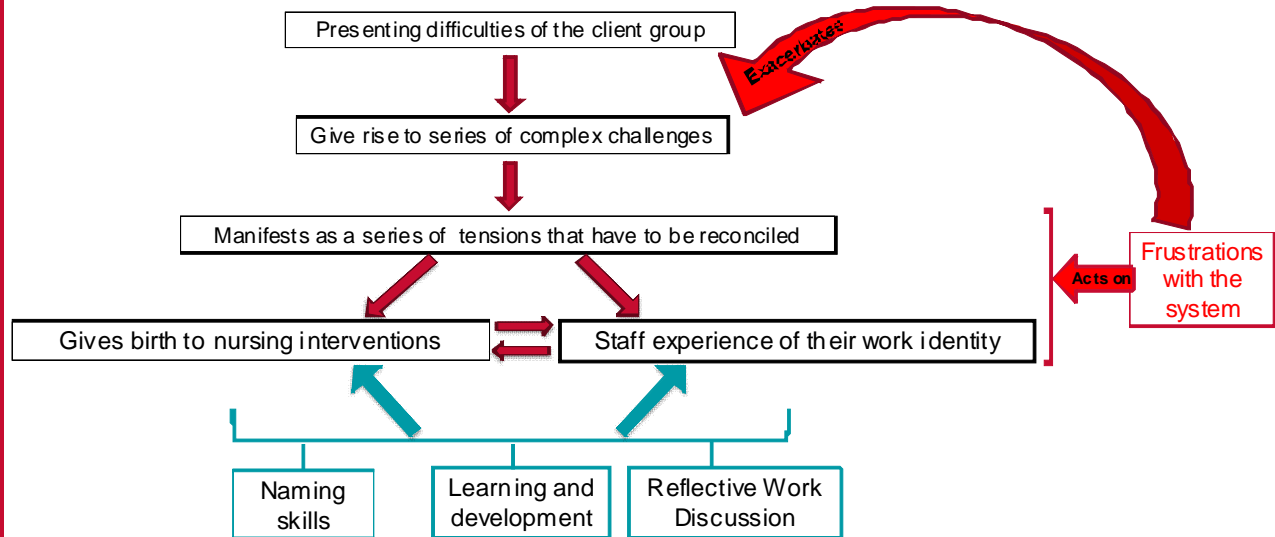 Presenting difficulties of the client group
Exacerbates
Give rise to series of complex challenges
Manifests as a series of tensions that have to be reconciled
Frustrations
with the
system
Acts on
Gives birth to nursing interventions
Staff experience of their work identity
Naming
skills
Learning and
development
Reflective Work
Discussion